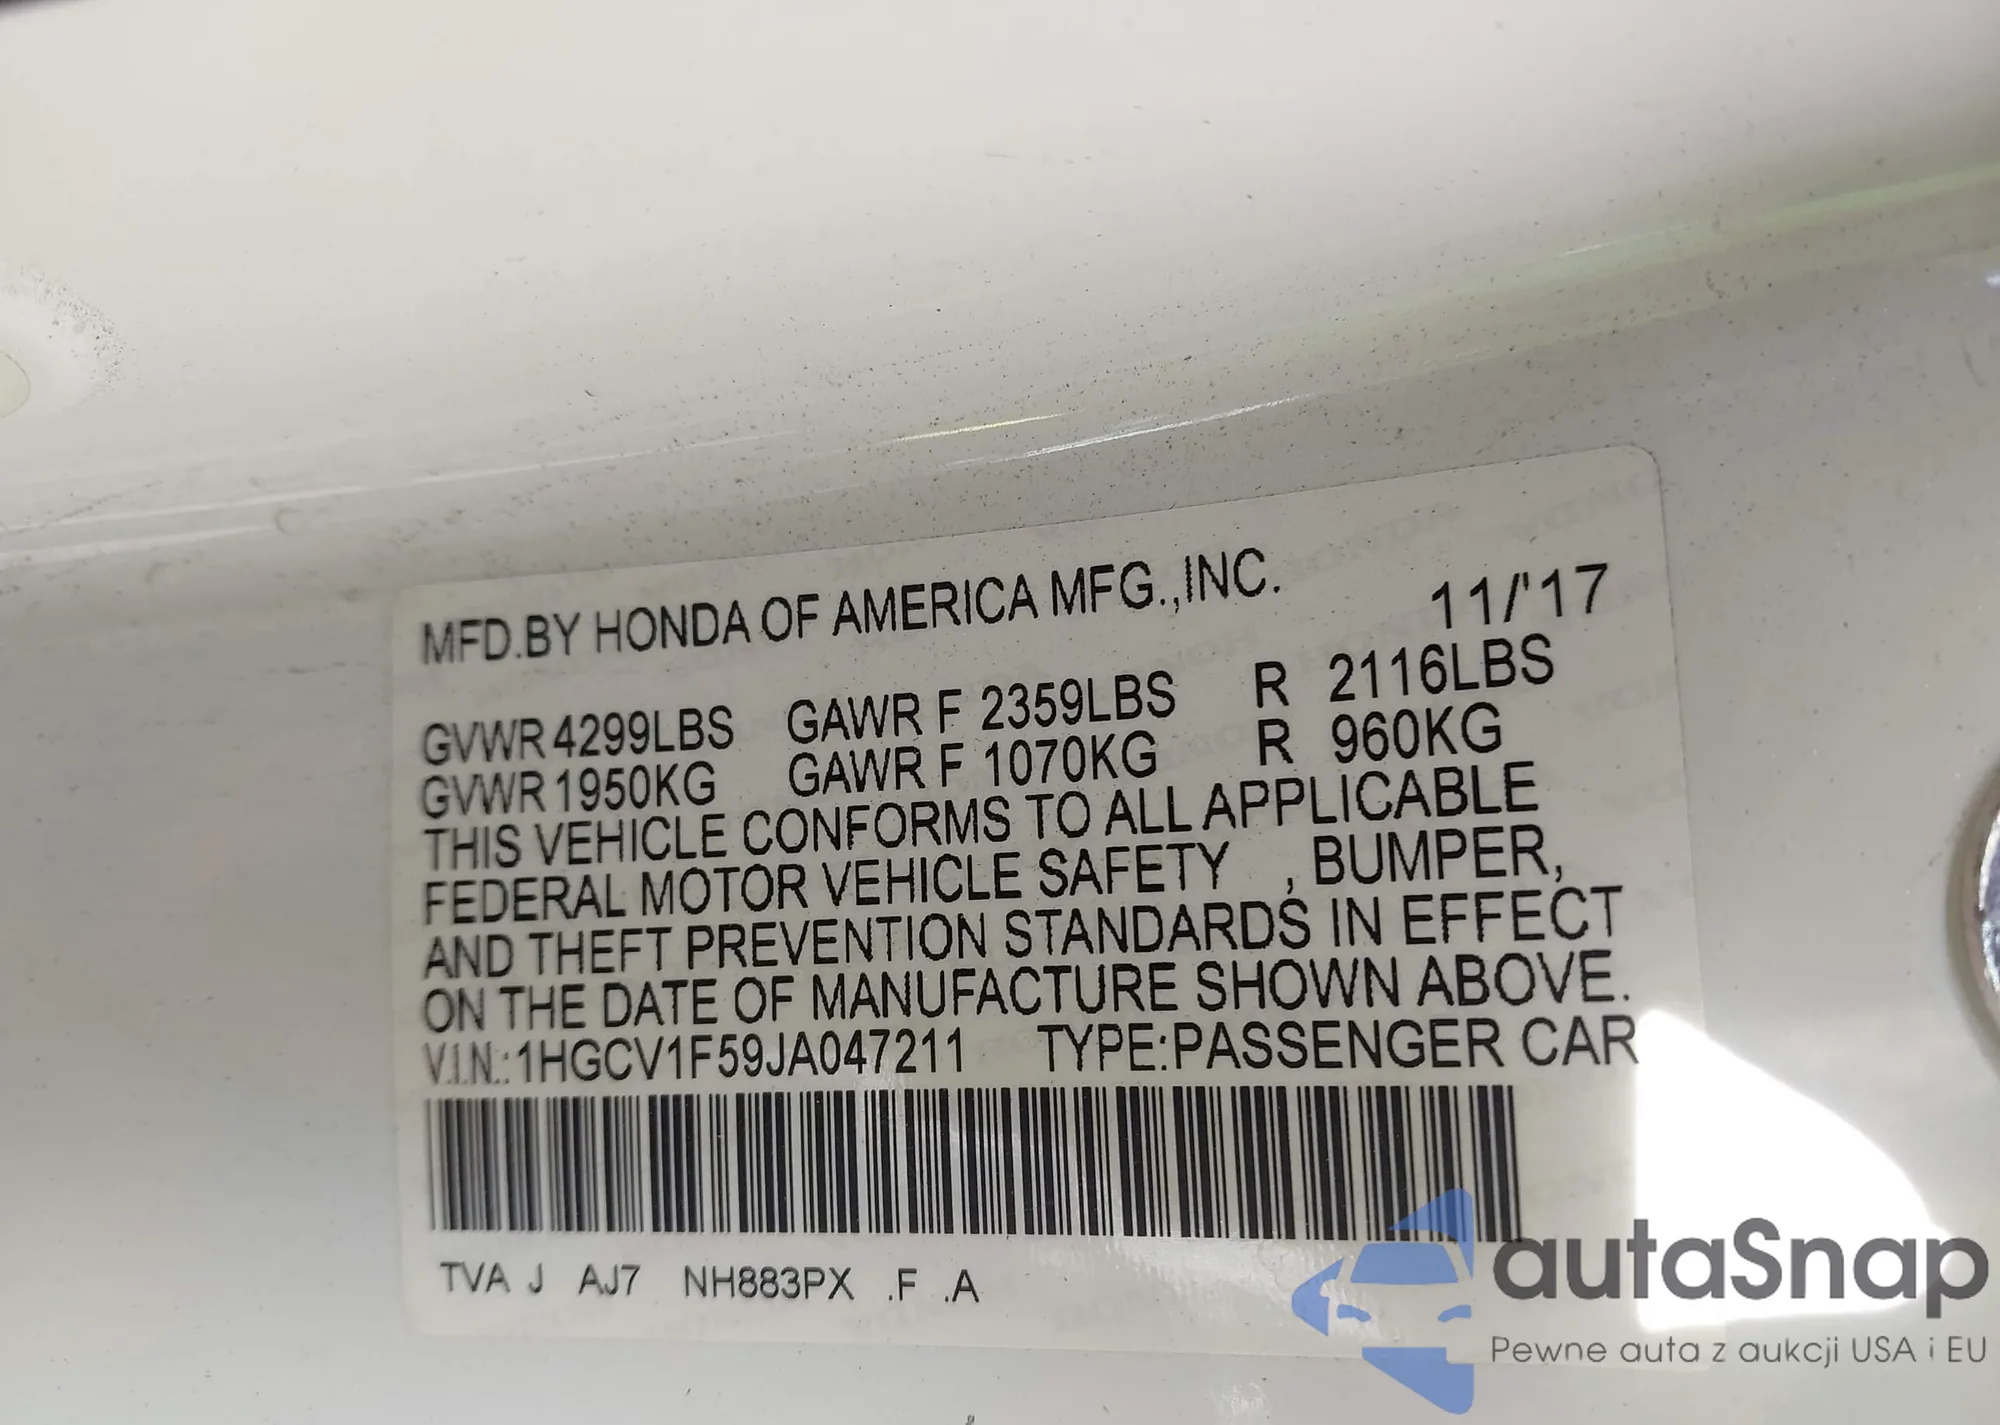 MFD.BY HONDA OF AMERICA MFG.,INC. 11/'17
GVWR 4299LBS GAWR F 2359LBS R 2116LBS
GVWR 1950KG GAWR F 1070KG R 960KG
THIS VEHICLE CONFORMS TO ALL APPLICABLE
FEDERAL MOTOR VEHICLE SAFETY , BUMPER,
AND THEFT PREVENTION STANDARDS IN EFFECT
ON THE DATE OF MANUFACTURE SHOWN ABOVE.
V.I.N.:1HGCV1F59JA047211 TYPE:PASSENGER CAR
TVA J AJ7 NH883PX .F .A
autaSnap
Pewne auta z aukcji USA i EU